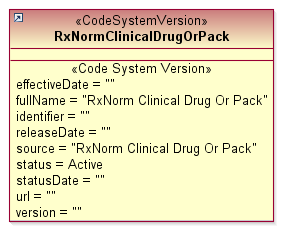 «CodeSystemVersion»
RxNormClinicalDrugOrPack
«Code System Version»
effectiveDate = ""
fullName = "RxNorm Clinical Drug Or Pack"
identifier = ""
releaseDate = ""
source = "RxNorm Clinical Drug Or Pack"
status = Active
statusDate = ""
url = ""
version = ""